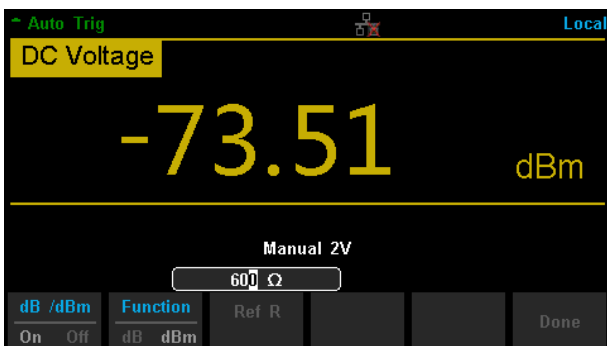 Auto Trig Local
DC Voltage
-73.51 dBm
Manual 2V
600 Ω
dB /dBm Function Ref R Done
On Off dB dBm